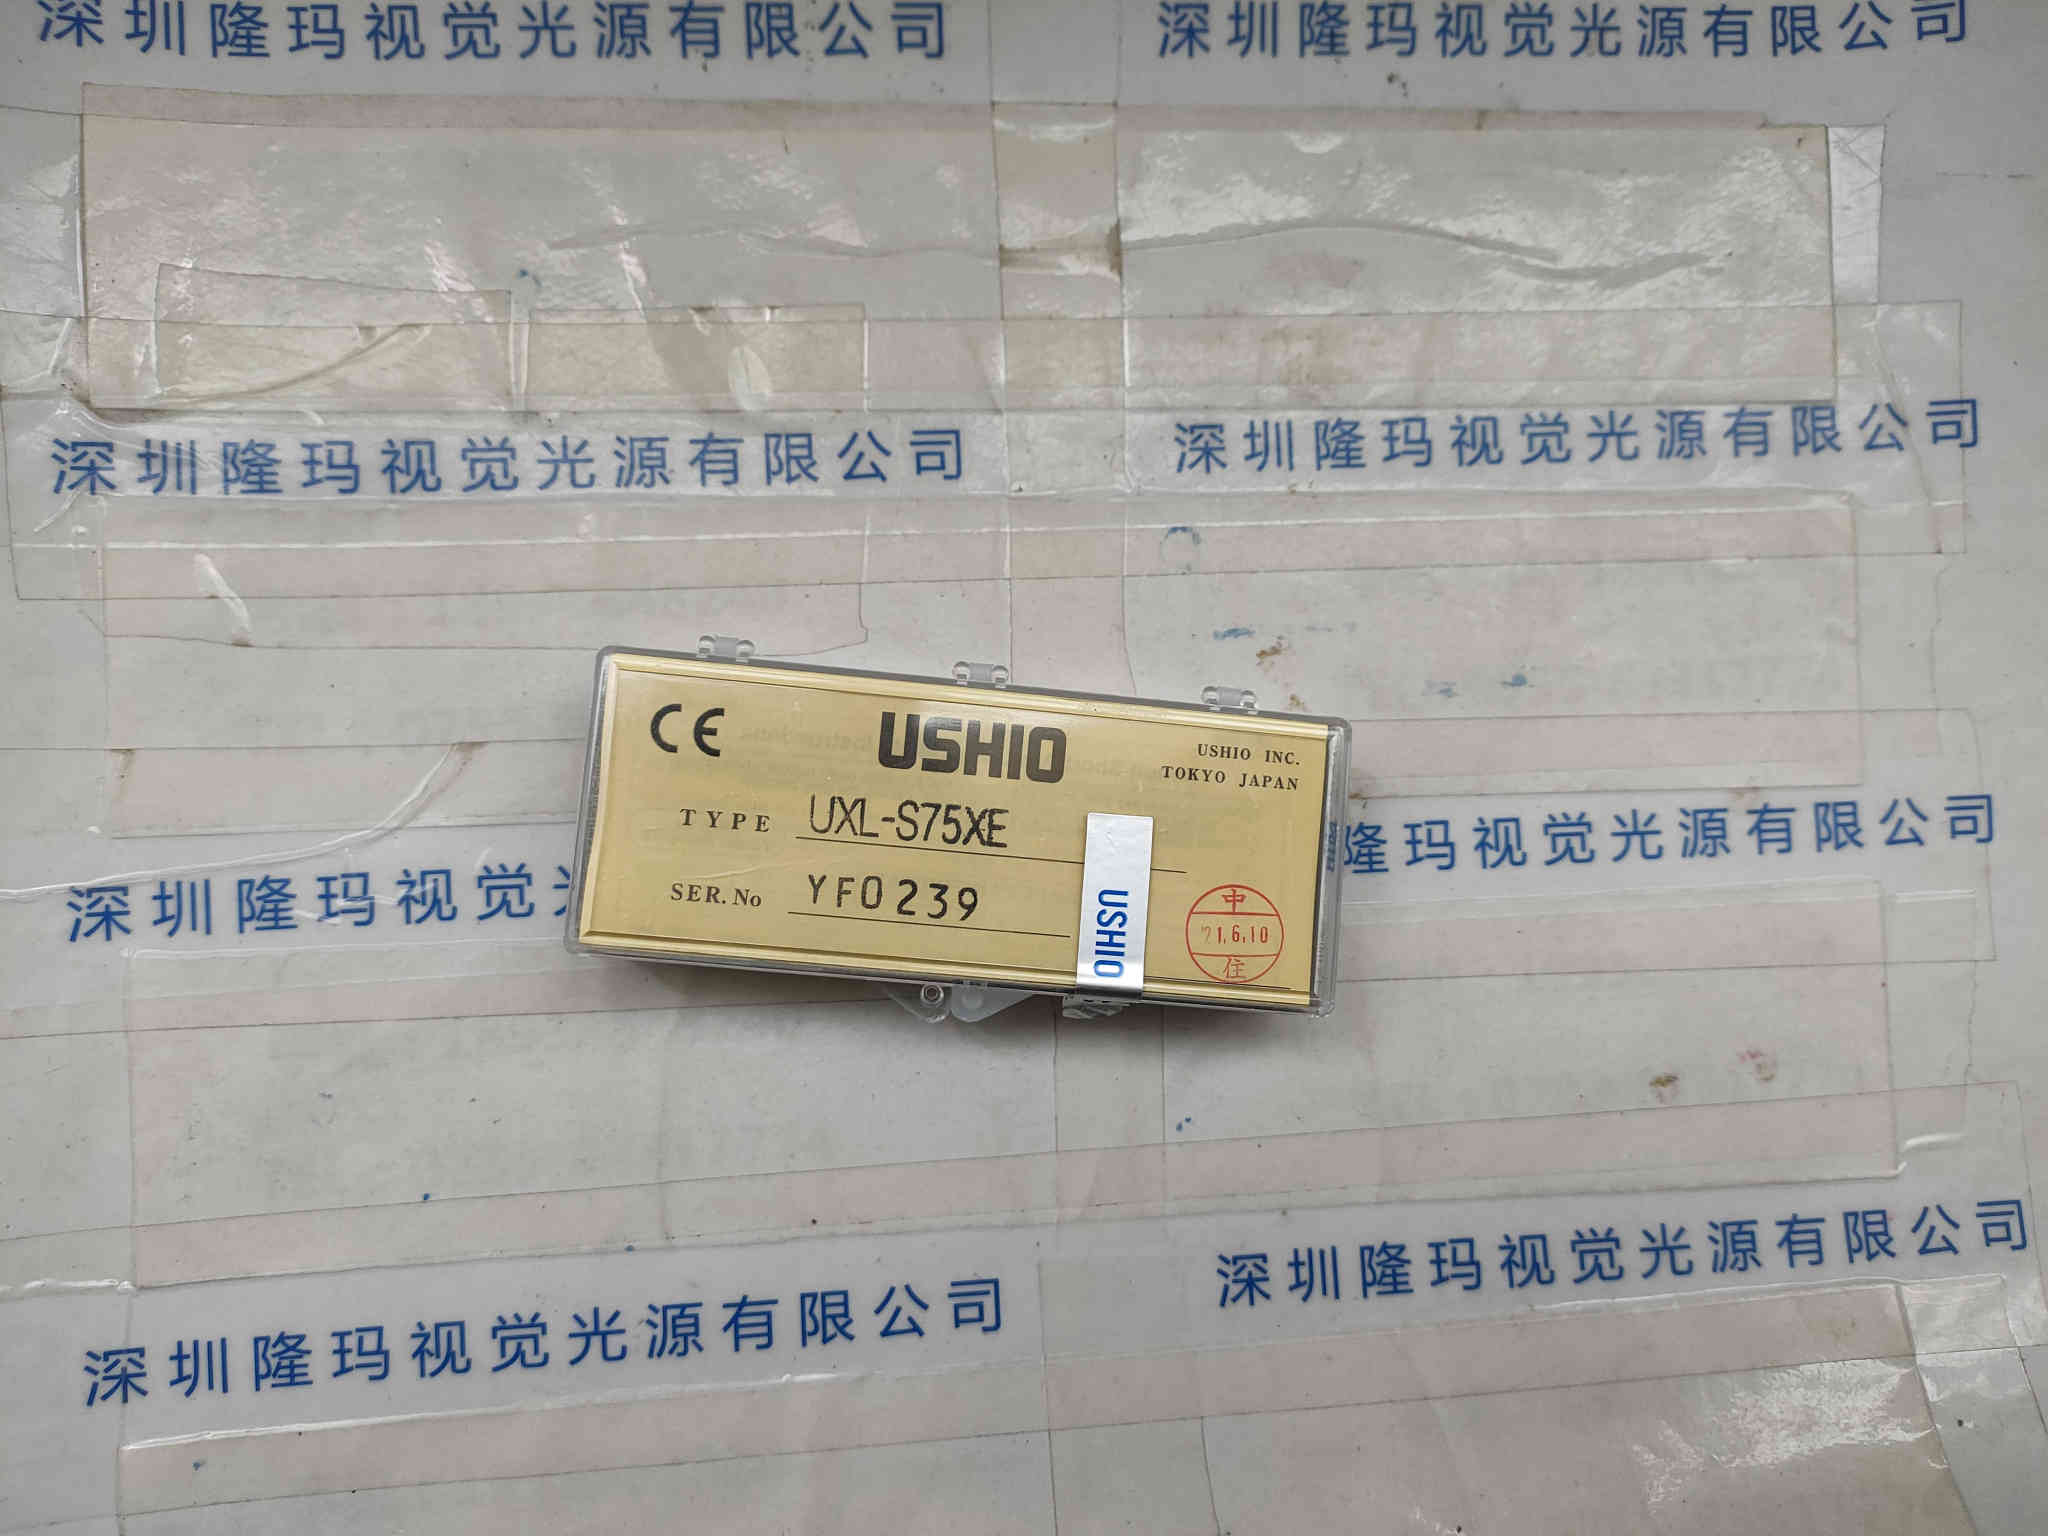 深圳隆玛视觉光源有限公司
深圳隆玛视觉光源有限公司
深圳隆玛视觉光源有限公司
深圳隆玛视觉光源有限公司
CE
USHIO
USHIO INC.
TOKYO JAPAN
TYPE UXL-S75XE
SER. No YF0239
USHIO
中
'21.6.10
住
深圳隆玛视觉
隆玛视觉光源有限公司
深圳隆玛视觉光源有限公司
深圳隆玛视觉光源有限公司